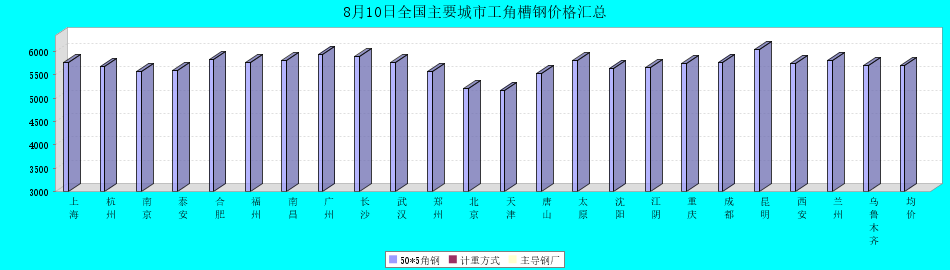 8月10日全国主要城市工角槽钢价格汇总
6000
5500
5000
4500
4000
3500
3000
上海 杭州 南京 泰安 合肥 福州 南昌 广州 长沙 武汉 郑州 北京 天津 唐山 太原 沈阳 江阴 重庆 成都 昆明 西安 兰州 乌鲁木齐 均价
50*5角钢 计重方式 主导钢厂